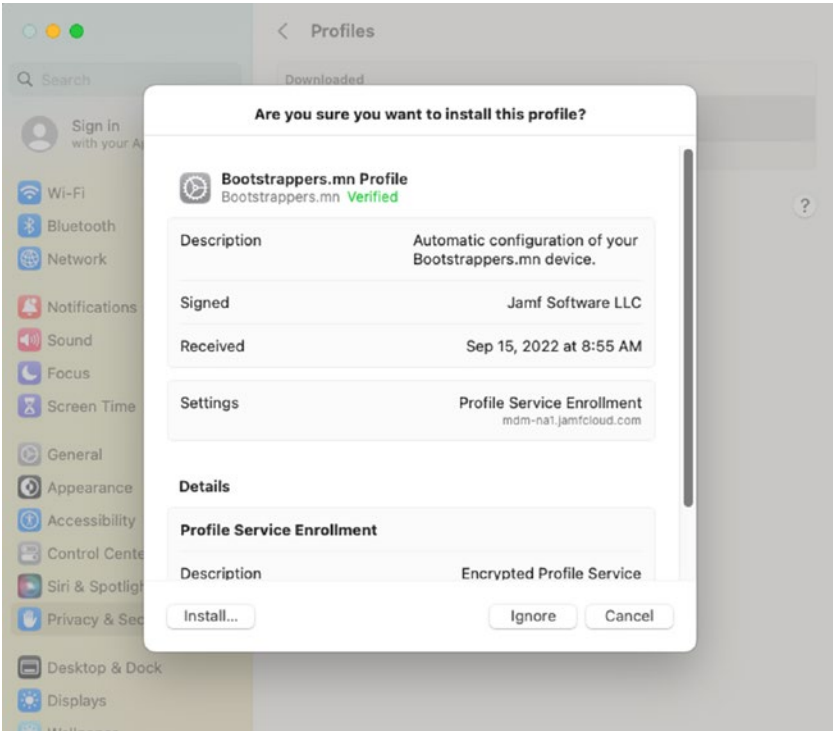 Profiles
Search
Downloaded
Sign in
with your
Wi-Fi
Bluetooth
Network
Notifications
Sound
Focus
Screen Time
General
Appearance
Accessibility
Control Cente
Siri & Spotligh
Privacy & Sec
Desktop & Dock
Displays
?
Are you sure you want to install this profile?
Bootstrappers.mn Profile
Bootstrappers.mn Verified
Description Automatic configuration of your
Bootstrappers.mn device.
Signed Jamf Software LLC
Received Sep 15, 2022 at 8:55 AM
Settings Profile Service Enrollment
mdm-na1.jamfcloud.com
Details
Profile Service Enrollment
Description Encrypted Profile Service
Install... Ignore Cancel